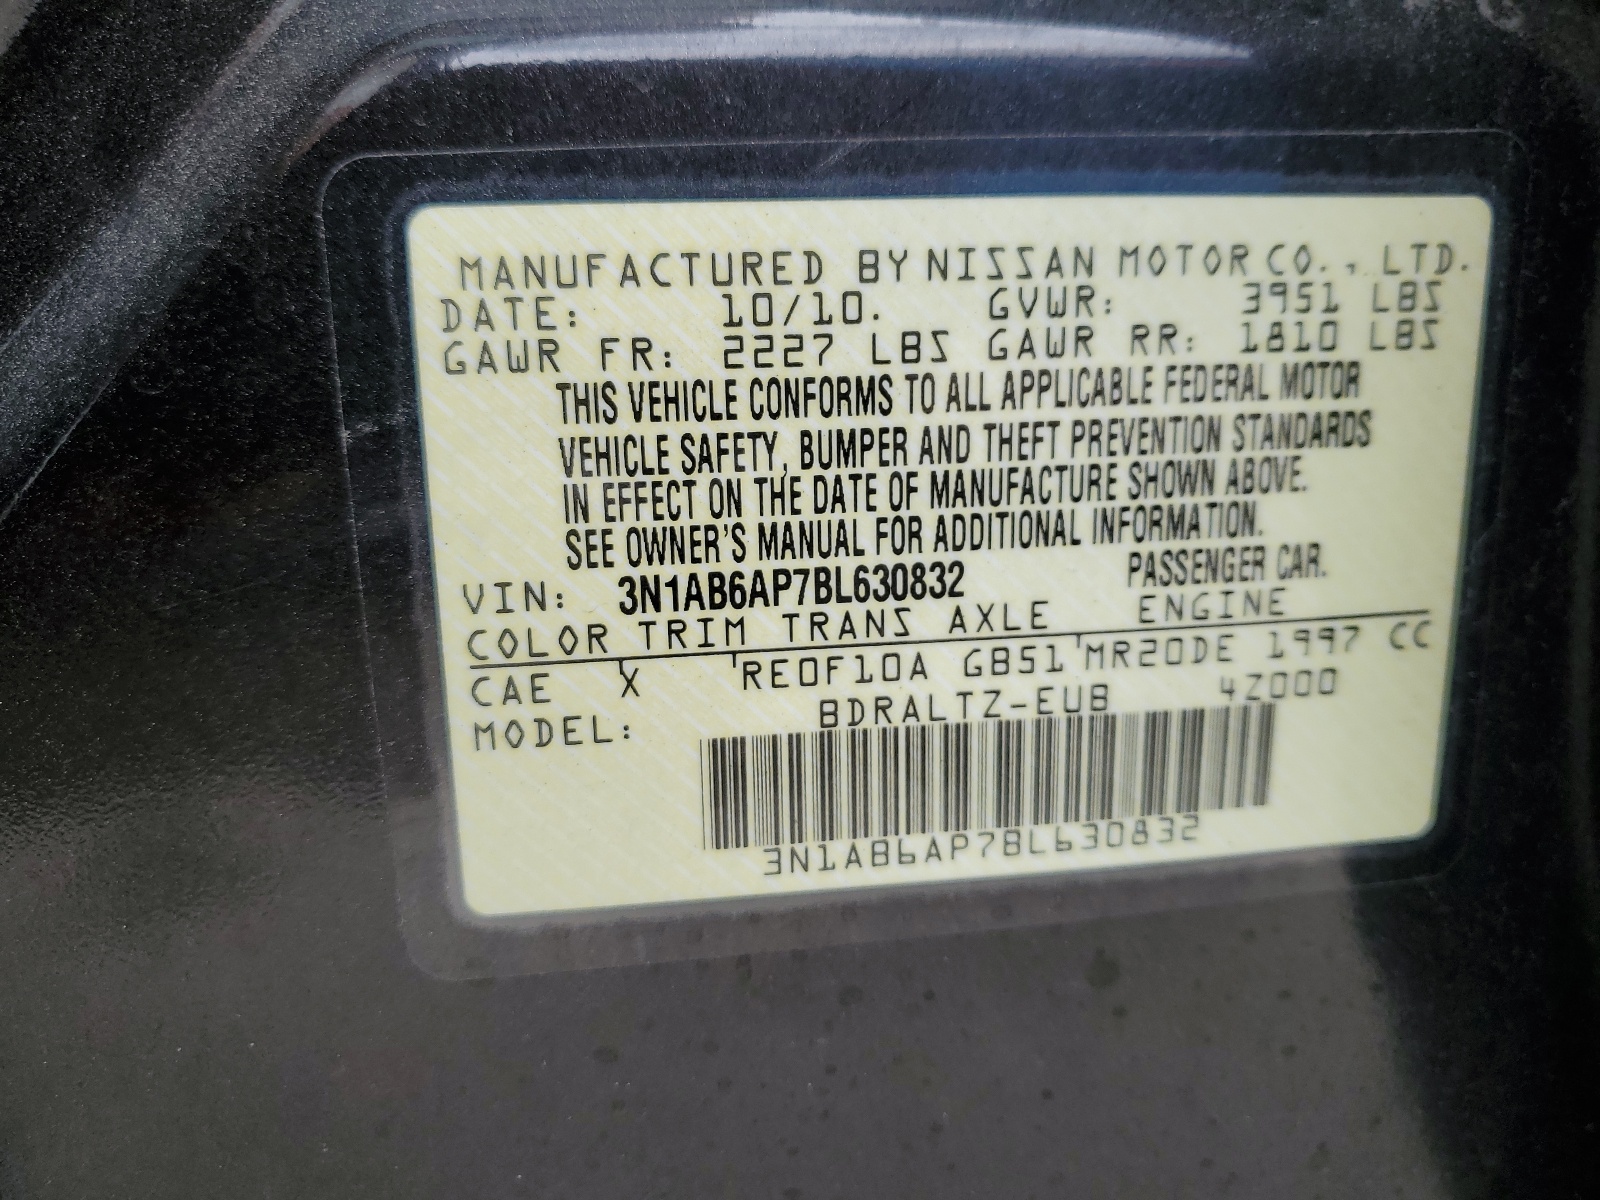 MANUFACTURED BY NISSAN MOTOR CO., LTD.
DATE: 10/10. GVWR: 3951 LBS
GAWR FR: 2227 LBS GAWR RR: 1810 LBS
THIS VEHICLE CONFORMS TO ALL APPLICABLE FEDERAL MOTOR
VEHICLE SAFETY, BUMPER AND THEFT PREVENTION STANDARDS
IN EFFECT ON THE DATE OF MANUFACTURE SHOWN ABOVE.
SEE OWNER'S MANUAL FOR ADDITIONAL INFORMATION.
VIN: 3N1AB6AP7BL630832 PASSENGER CAR.
COLOR TRIM TRANS AXLE ENGINE
CAE X RE0F10A GB51 MR20DE 1997 CC
MODEL: BDRALTZ-EUB 4Z000
3N1AB6AP7BL630832